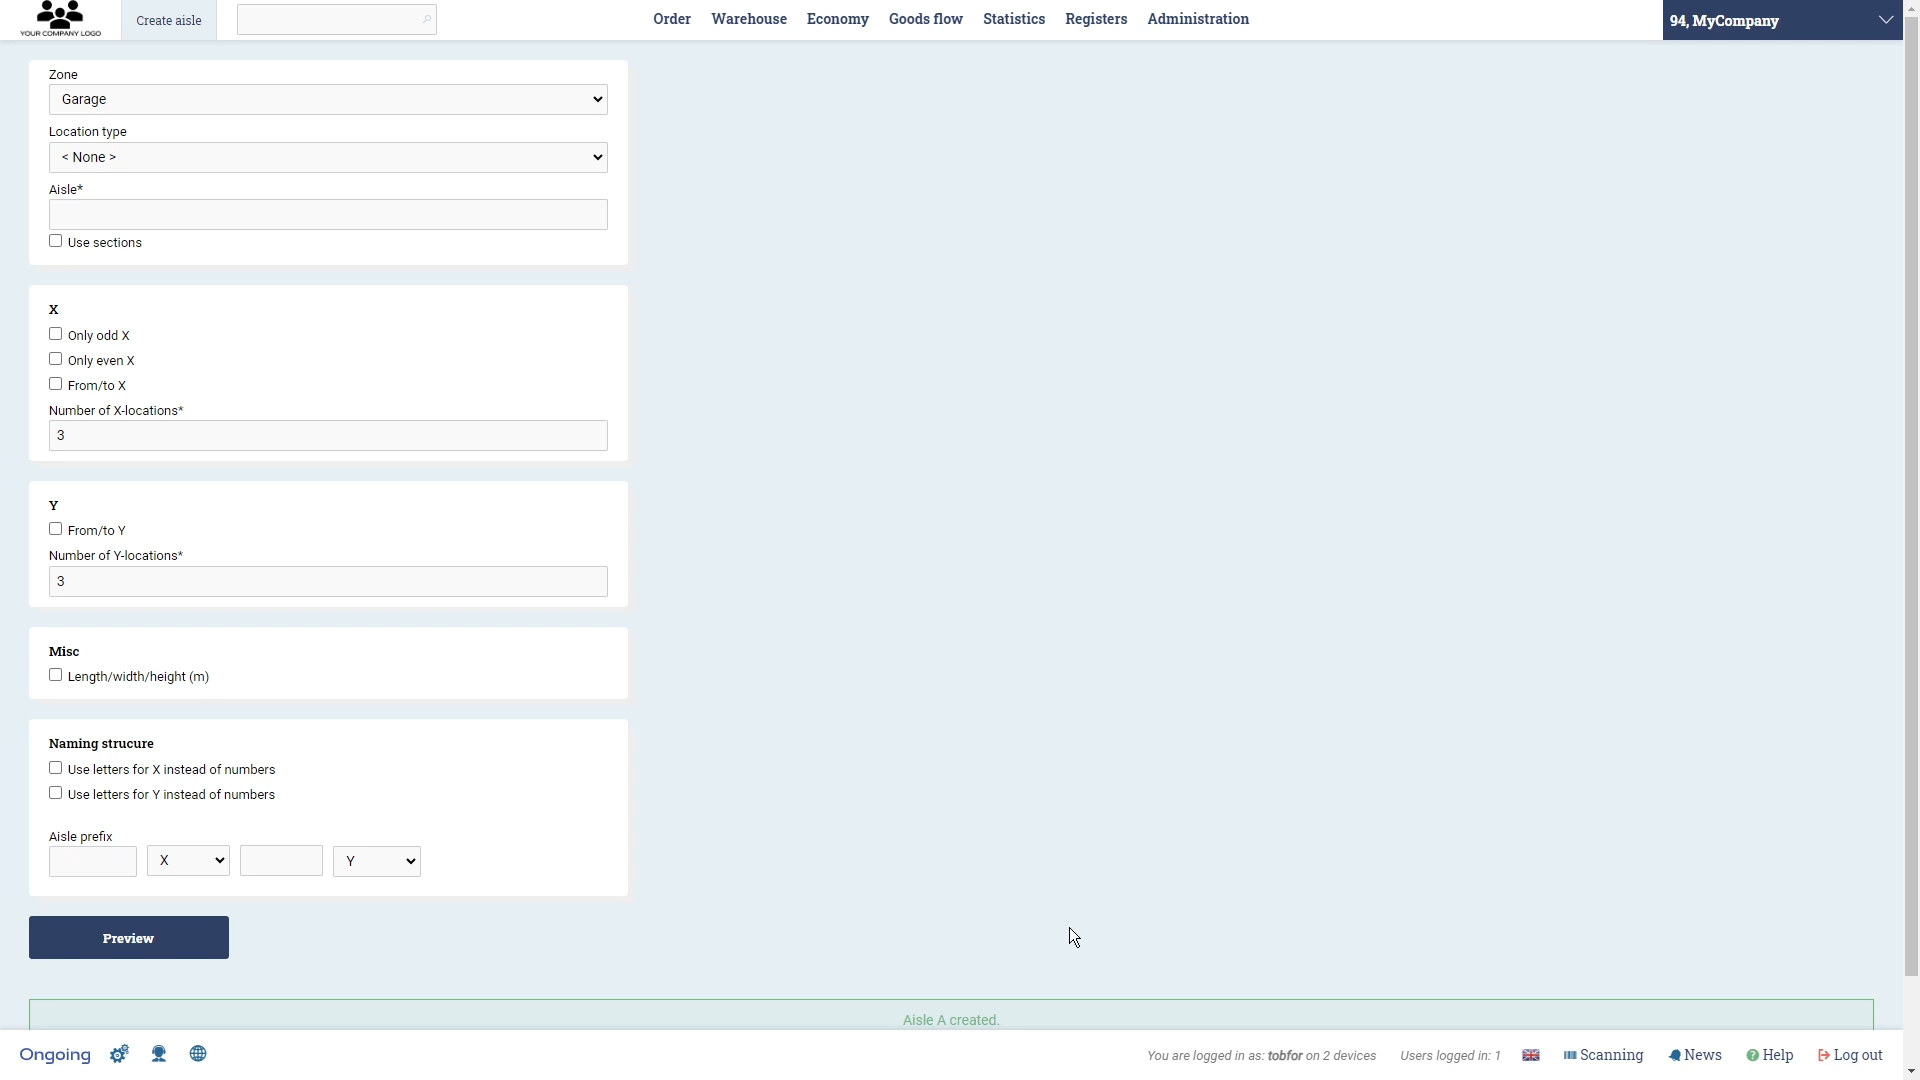 YOUR COMPANY LOGO
Create aisle
Order Warehouse Economy Goods flow Statistics Registers Administration
94, MyCompany
Zone
Garage
Location type
< None >
Aisle*
Use sections
X
Only odd X
Only even X
From/to X
Number of X-locations*
3
Y
From/to Y
Number of Y-locations*
3
Misc
Length/width/height (m)
Naming strucure
Use letters for X instead of numbers
Use letters for Y instead of numbers
Aisle prefix
X Y
Preview
Aisle A created.
Ongoing
You are logged in as: tobfor on 2 devices Users logged in: 1 Scanning News Help Log out